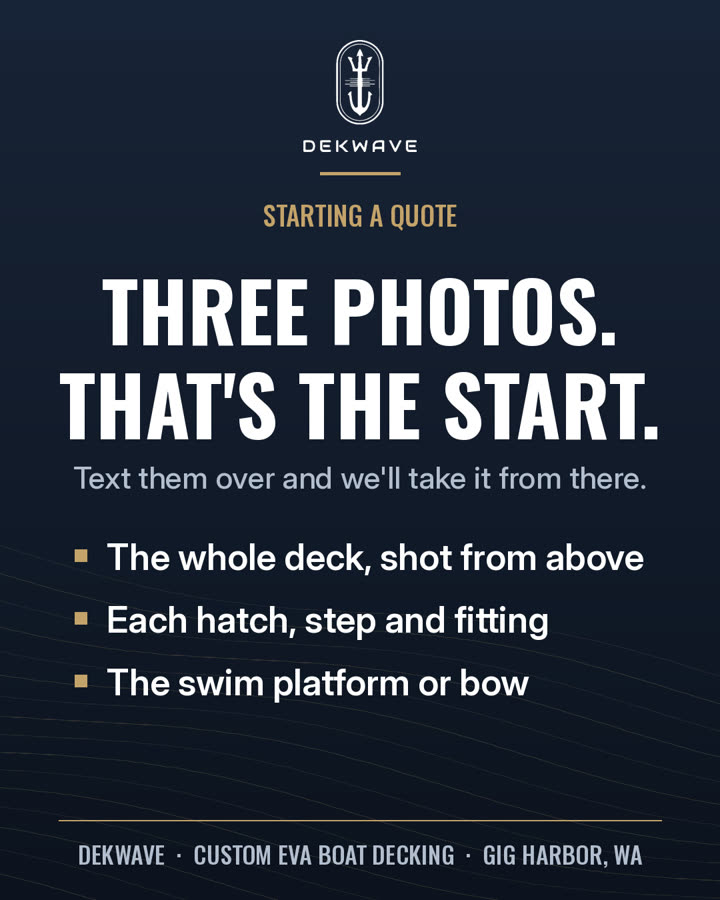 DEKWAVE
STARTING A QUOTE
THREE PHOTOS.
THAT'S THE START.
Text them over and we'll take it from there.
The whole deck, shot from above
Each hatch, step and fitting
The swim platform or bow
DEKWAVE · CUSTOM EVA BOAT DECKING · GIG HARBOR, WA